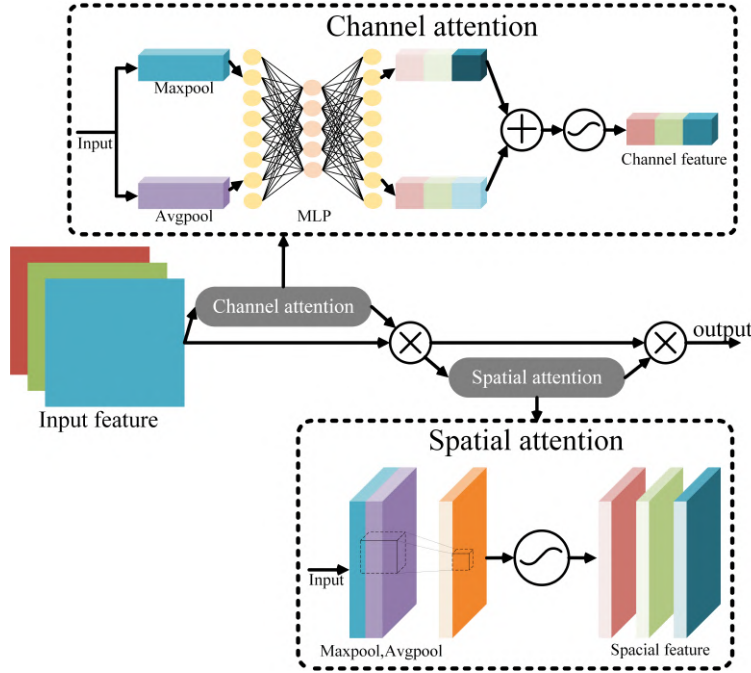 Channel attention
Maxpool
Input
Avgpool
MLP
Channel feature
Channel attention
output
Spatial attention
Input feature
Spatial attention
Input
Maxpool,Avgpool
Spacial feature